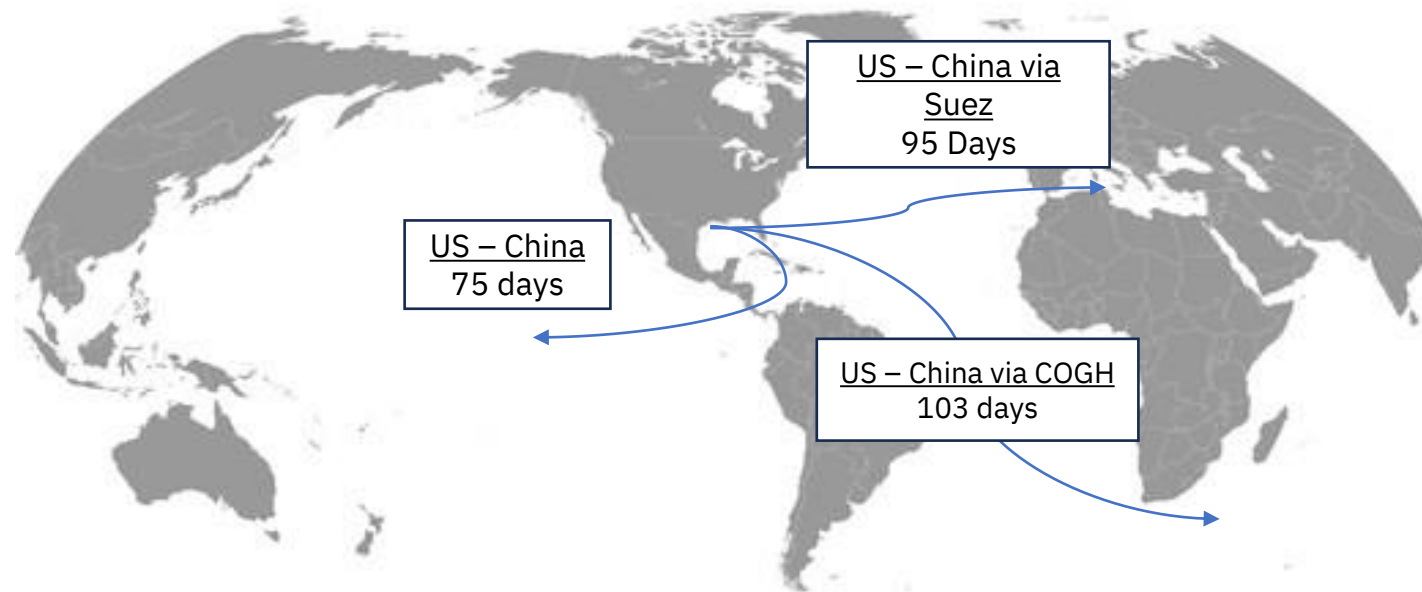 US – China via
Suez
95 Days
US – China
75 days
US – China via COGH
103 days